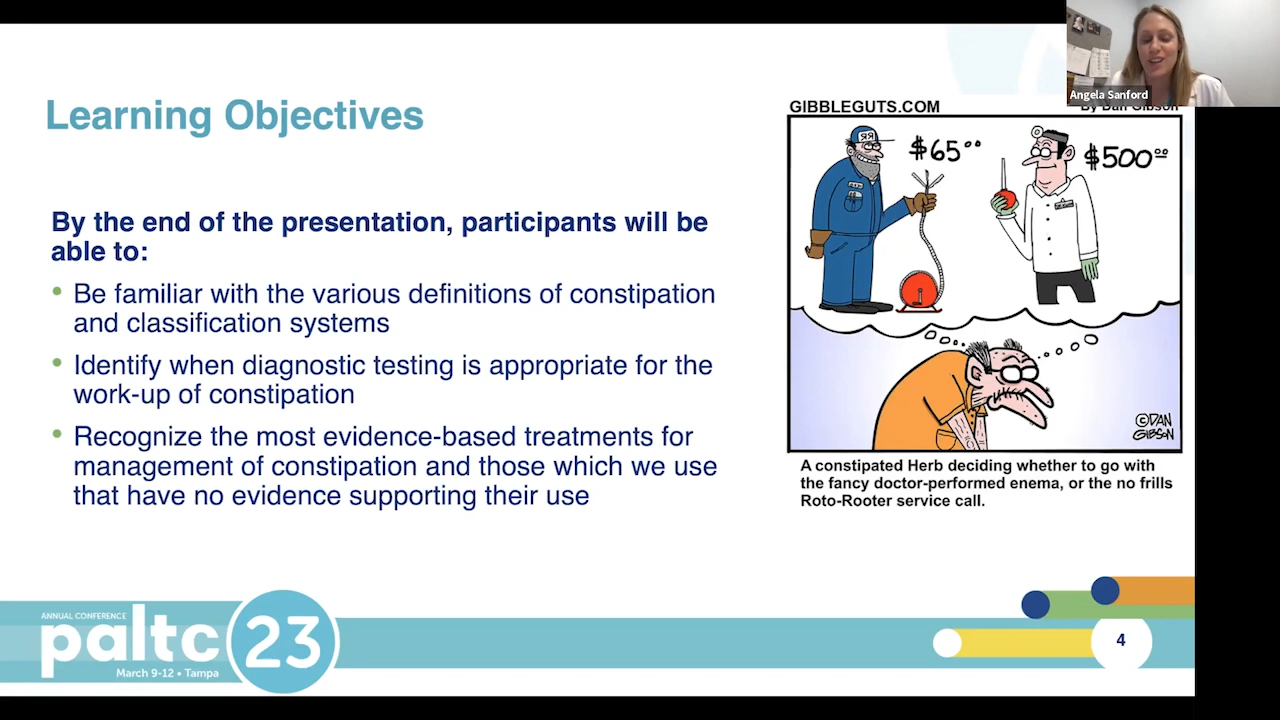 Angela Sanford
Learning Objectives
By the end of the presentation, participants will be
able to:
• Be familiar with the various definitions of constipation
and classification systems
• Identify when diagnostic testing is appropriate for the
work-up of constipation
• Recognize the most evidence-based treatments for
management of constipation and those which we use
that have no evidence supporting their use
GIBBLEGUTS.COM
By Dan Gibson
RR
$65⁰⁰
$500⁰⁰
©DAN
GIBSON
A constipated Herb deciding whether to go with
the fancy doctor-performed enema, or the no frills
Roto-Rooter service call.
ANNUAL CONFERENCE
paltc 23
March 9-12 • Tampa
4